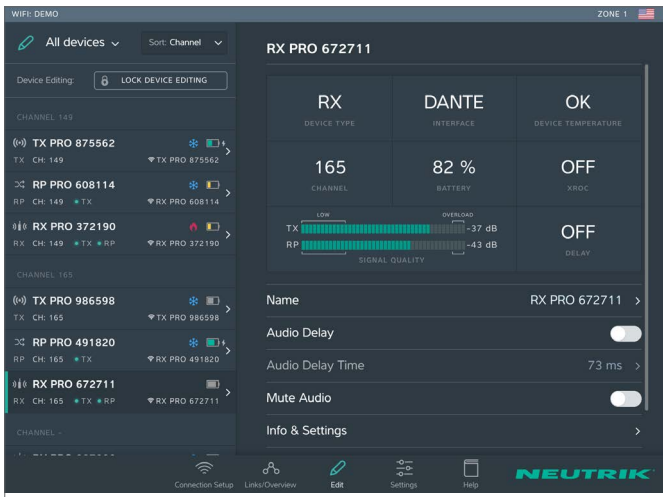 WIFI: DEMO
ZONE 1
All devices
Sort: Channel
Device Editing:
LOCK DEVICE EDITING
CHANNEL 149
TX PRO 875562
TX CH: 149
TX PRO 875562
RP PRO 608114
RP CH: 149 TX
RP PRO 608114
RX PRO 372190
RX CH: 149 TX RP
RX PRO 372190
CHANNEL 165
TX PRO 986598
TX CH: 165
TX PRO 986598
RP PRO 491820
RP CH: 165 TX
RP PRO 491820
RX PRO 672711
RX CH: 165 TX RP
RX PRO 672711
CHANNEL -
RX PRO 672711
RX
DEVICE TYPE
DANTE
INTERFACE
OK
DEVICE TEMPERATURE
165
CHANNEL
82 %
BATTERY
OFF
XROC
LOW
OVERLOAD
TX
-37 dB
RP
-43 dB
SIGNAL QUALITY
OFF
DELAY
Name
RX PRO 672711
Audio Delay
Audio Delay Time
73 ms
Mute Audio
Info & Settings
Connection Setup
Links/Overview
Edit
Settings
Help
NEUTRIK